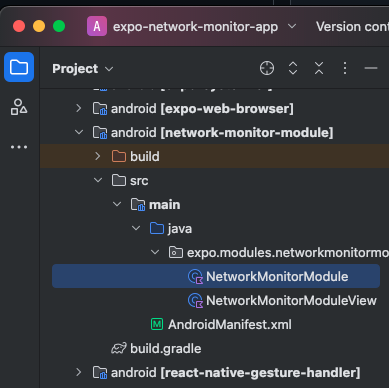 A expo-network-monitor-app Version cont
Project
android [expo-web-browser]
android [network-monitor-module]
build
src
main
java
expo.modules.networkmonitormo
NetworkMonitorModule
NetworkMonitorModuleView
M AndroidManifest.xml
build.gradle
android [react-native-gesture-handler]